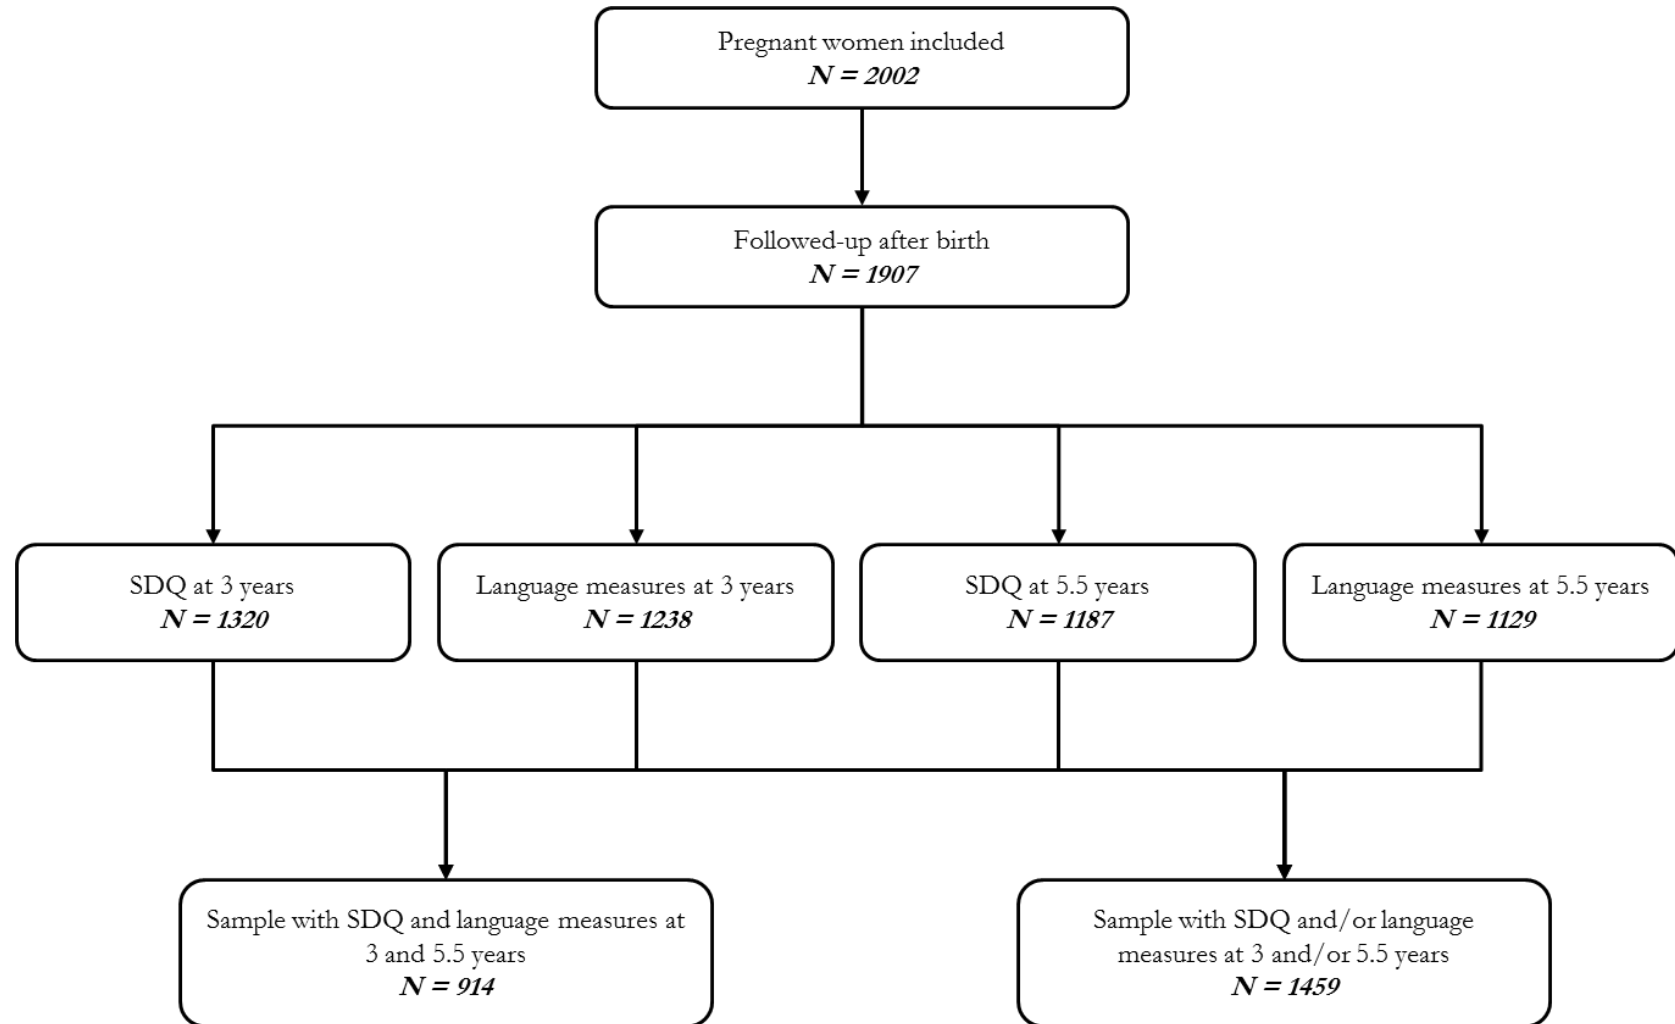 Pregnant women included
N = 2002
Followed-up after birth
N = 1907
SDQ at 3 years
N = 1320
Language measures at 3 years
N = 1238
SDQ at 5.5 years
N = 1187
Language measures at 5.5 years
N = 1129
Sample with SDQ and language measures at
3 and 5.5 years
N = 914
Sample with SDQ and/or language
measures at 3 and/or 5.5 years
N = 1459